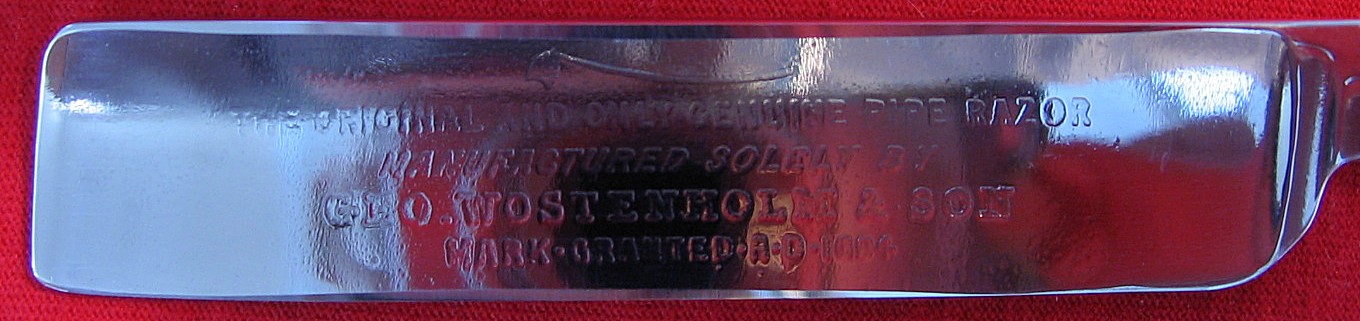 THE ORIGINAL AND ONLY GENUINE PIPE RAZOR
MANUFACTURED SOLELY BY
GEO. WOSTENHOLM & SON
MARK·GRANTED·A·D·1694